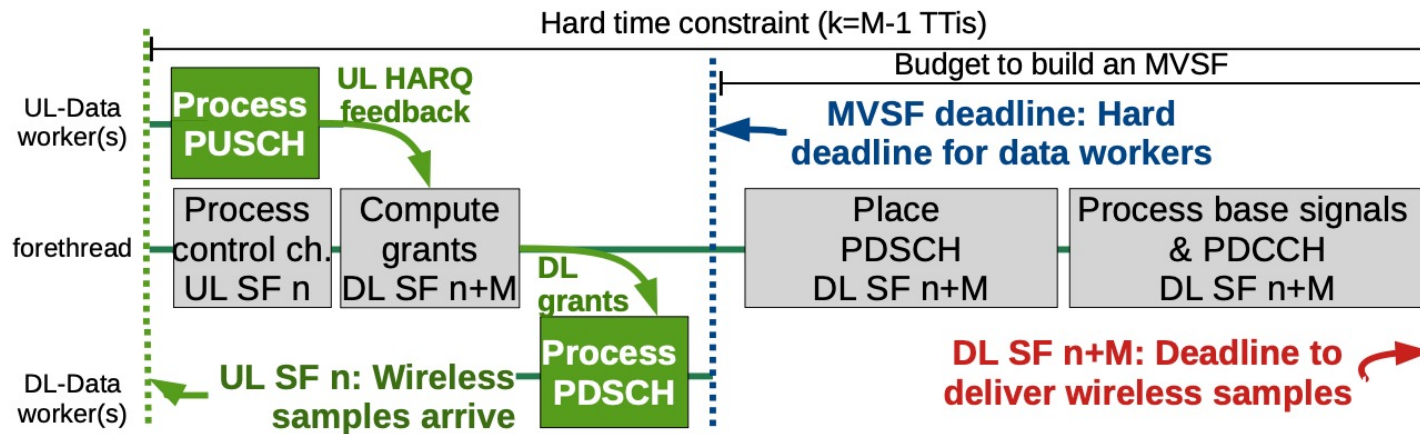 Hard time constraint (k=M-1 TTis)
Budget to build an MVSF
UL-Data
worker(s)
Process
PUSCH
UL HARQ
feedback
MVSF deadline: Hard
deadline for data workers
forethread
Process
control ch.
UL SF n
Compute
grants
DL SF n+M
DL
grants
Place
PDSCH
DL SF n+M
Process base signals
& PDCCH
DL SF n+M
DL-Data
worker(s)
UL SF n: Wireless
samples arrive
Process
PDSCH
DL SF n+M: Deadline to
deliver wireless samples